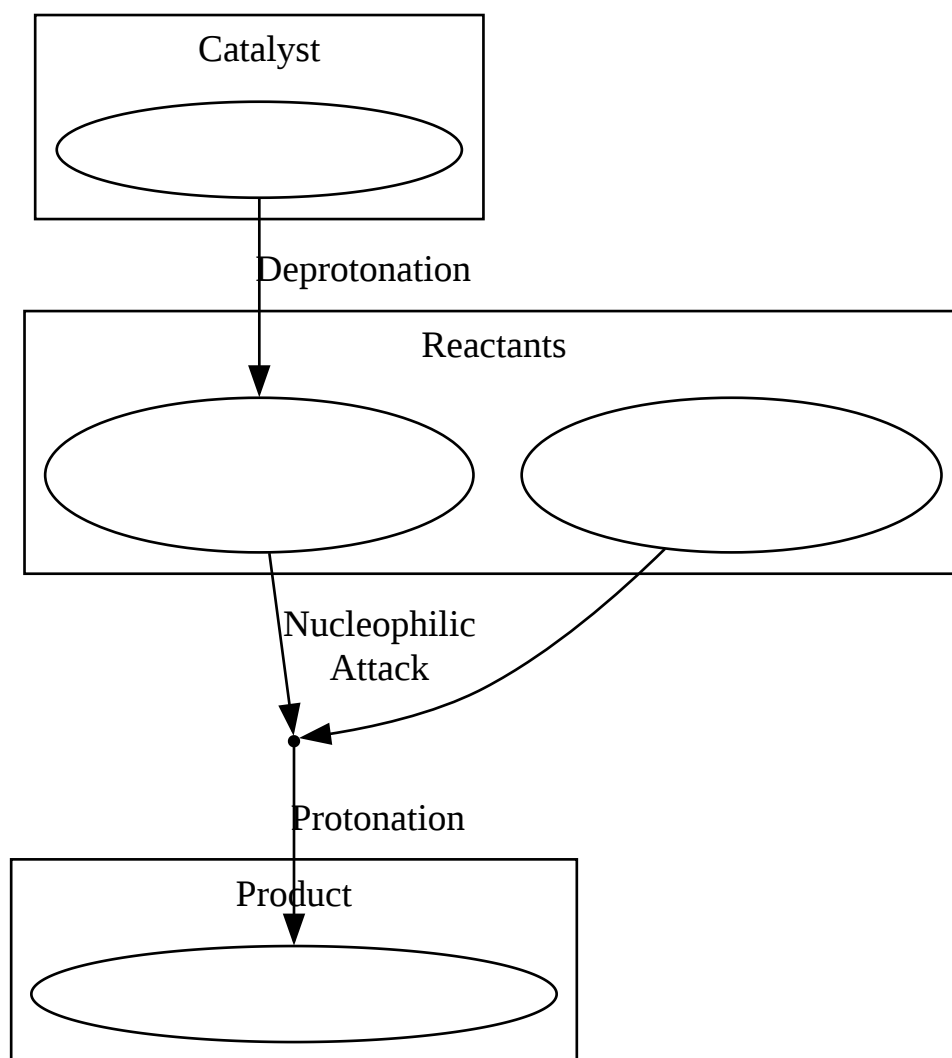 Catalyst
Deprotonation
Reactants
Nucleophilic
Attack
Protonation
Product